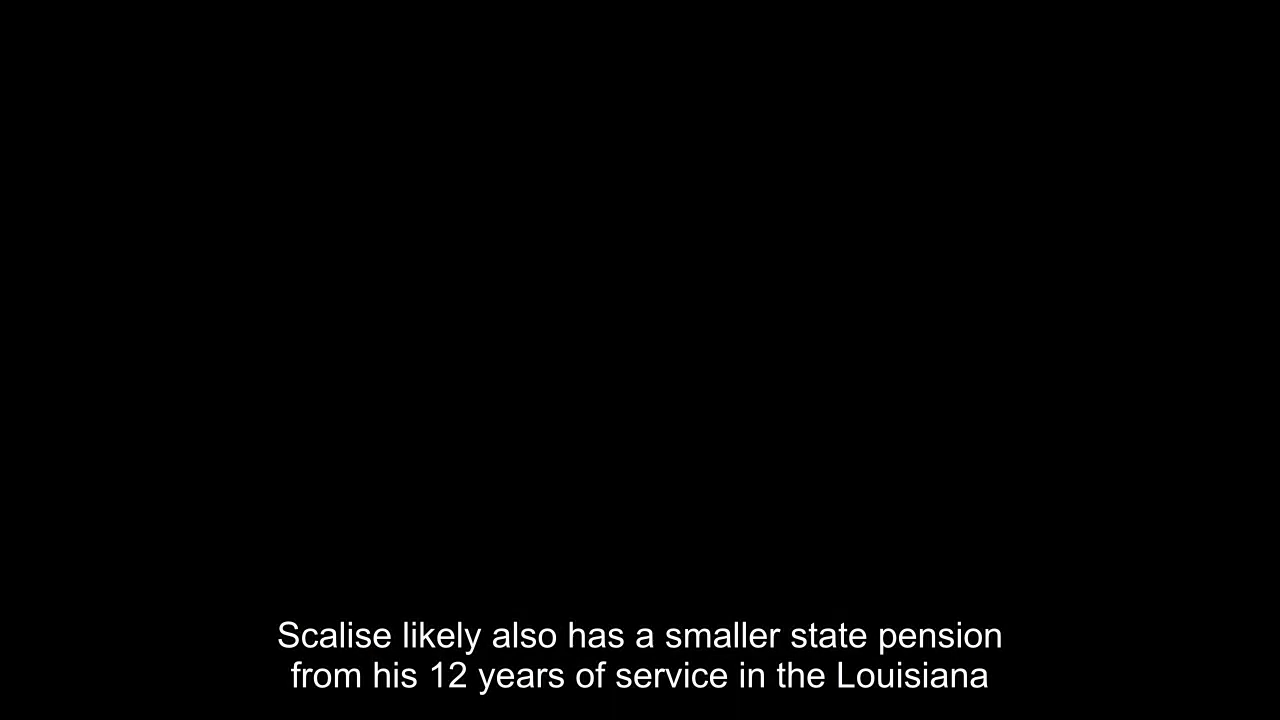 Scalise likely also has a smaller state pension
from his 12 years of service in the Louisiana